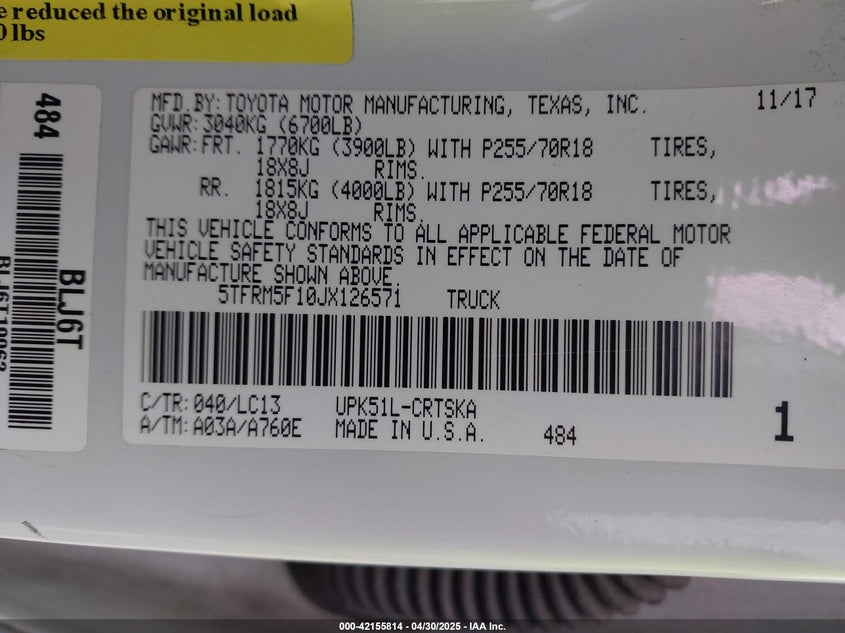 e reduced the original load
0 lbs
484
BLJ6T
MFD.BY:TOYOTA MOTOR MANUFACTURING, TEXAS, INC. 11/17
GVWR:3040KG (6700LB)
GAWR:FRT. 1770KG (3900LB) WITH P255/70R18 TIRES,
18X8J RIMS.
RR. 1815KG (4000LB) WITH P255/70R18 TIRES,
18X8J RIMS.
THIS VEHICLE CONFORMS TO ALL APPLICABLE FEDERAL MOTOR
VEHICLE SAFETY STANDARDS IN EFFECT ON THE DATE OF
MANUFACTURE SHOWN ABOVE.
5TFRM5F10JX126571 TRUCK
C/TR:040/LC13 UPK51L-CRTSKA
A/TM:A03A/A760E MADE IN U.S.A. 484 1
000-42155814 - 04/30/2025 - IAA Inc.